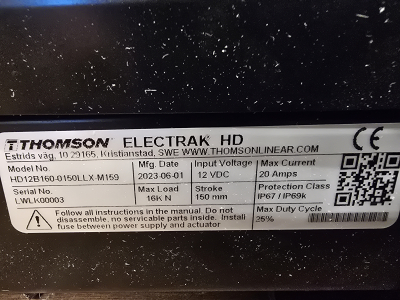 THOMSON ELECTRAK HD
Estrids väg, 10 29165, Kristianstad, SWE WWW.THOMSONLINEAR.COM
Model No Mfg. Date Input Voltage Max Current
HD12B160-0150LLX-M159 2023-06-01 12 VDC 20 Amps
Serial No. Max Load Stroke Protection Class
LWLK00003 16K N 150 mm IP67 / IP69k
Follow all instructions in the manual. Do not Max Duty Cycle
disassemble, no servicable parts inside. Install 25%
fuse between power supply and actuator
CE